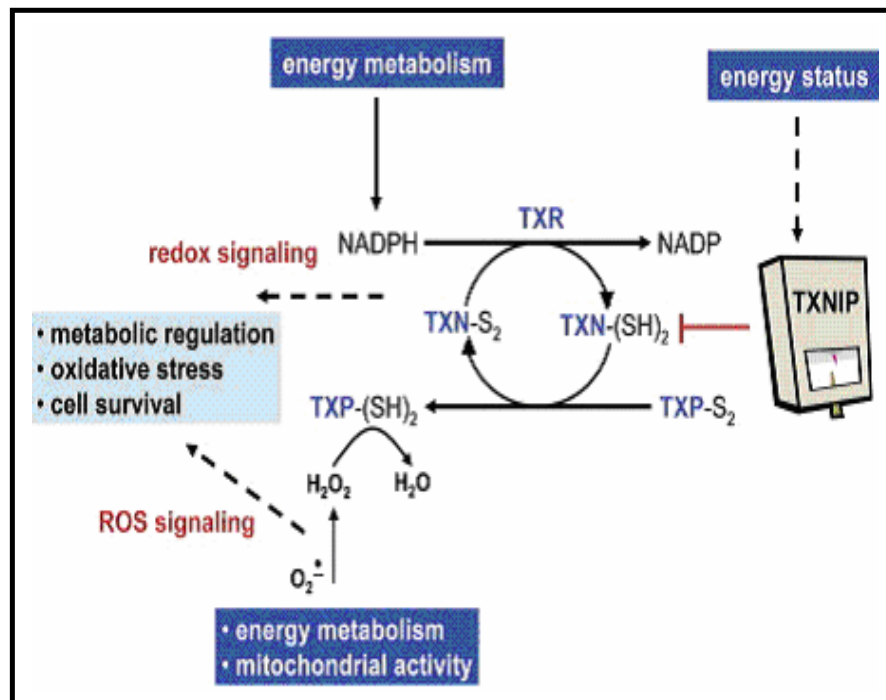 energy metabolism
energy status
TXR
NADPH
NADP
redox signaling
TXNIP
• metabolic regulation
• oxidative stress
• cell survival
TXN-S₂
TXN-(SH)₂
TXP-(SH)₂
TXP-S₂
H₂O₂
H₂O
ROS signaling
O₂•−
• energy metabolism
• mitochondrial activity